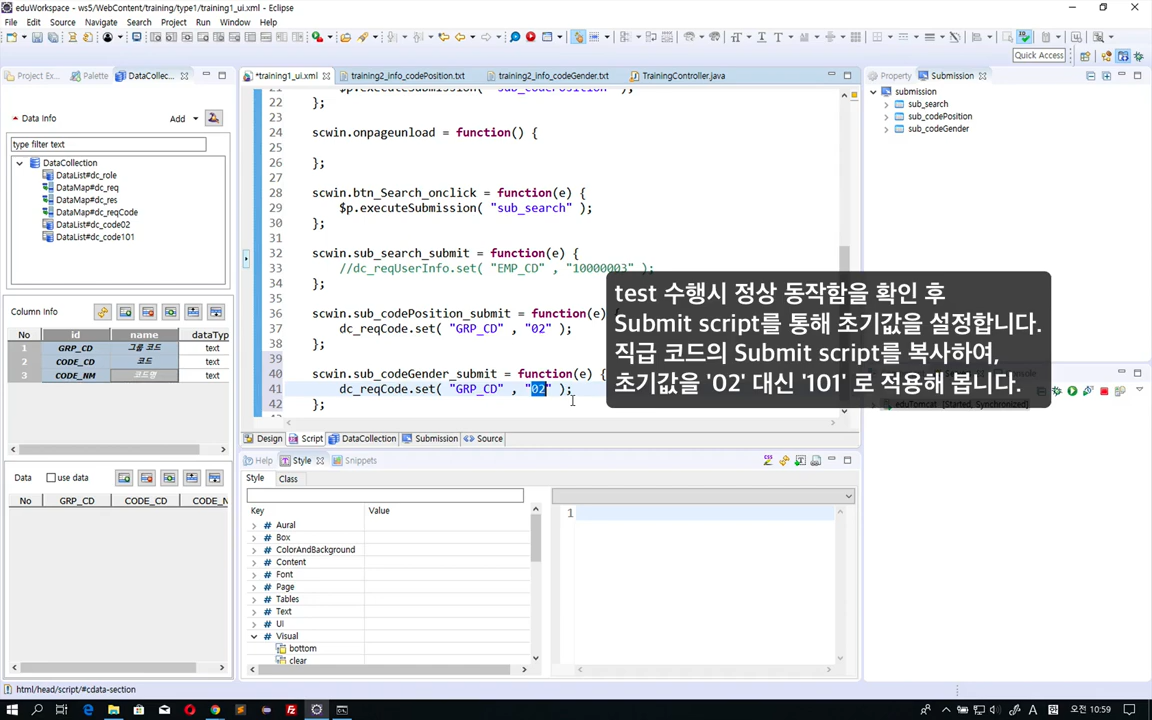 eduWorkspace - ws5/WebContent/training/type1/training1_ui.xml - Eclipse
File Edit Source Navigate Search Project Run Window Help
Quick Access
Project Ex... Palette DataCollec...
*training1_ui.xml training2_info_codePosition.txt training2_info_codeGender.txt TrainingController.java
Property Submission
Data Info Add
type filter text
DataCollection
DataList#dc_role
DataMap#dc_req
DataMap#dc_res
DataMap#dc_reqCode
DataList#dc_code02
DataList#dc_code101
Column Info
No id name dataTyp
1 GRP_CD 그룹 코드 text
2 CODE_CD 코드 text
3 CODE_NM 코드명 text
Data use data
No GRP_CD CODE_CD CODE_N
21 $p.executeSubmission( "sub_codePosition" );
22 };
23
24 scwin.onpageunload = function() {
25
26 };
27
28 scwin.btn_Search_onclick = function(e) {
29 $p.executeSubmission( "sub_search" );
30 };
31
32 scwin.sub_search_submit = function(e) {
33 //dc_reqUserInfo.set( "EMP_CD" , "10000003" );
34 };
35
36 scwin.sub_codePosition_submit = function(e) {
37 dc_reqCode.set( "GRP_CD" , "02" );
38 };
39
40 scwin.sub_codeGender_submit = function(e) {
41 dc_reqCode.set( "GRP_CD" , "02" );
42 };
test 수행시 정상 동작함을 확인 후
Submit script를 통해 초기값을 설정합니다.
직급 코드의 Submit script를 복사하여,
초기값을 '02' 대신 '101' 로 적용해 봅니다.
Design Script DataCollection Submission Source
Help Style Snippets
Style Class
Key Value
Aural
Box
ColorAndBackground
Content
Font
Page
Tables
Text
UI
Visual
bottom
clear
1
submission
sub_search
sub_codePosition
sub_codeGender
eduTomcat [Started, Synchronized]
html/head/script/#cdata-section
오전 10:59